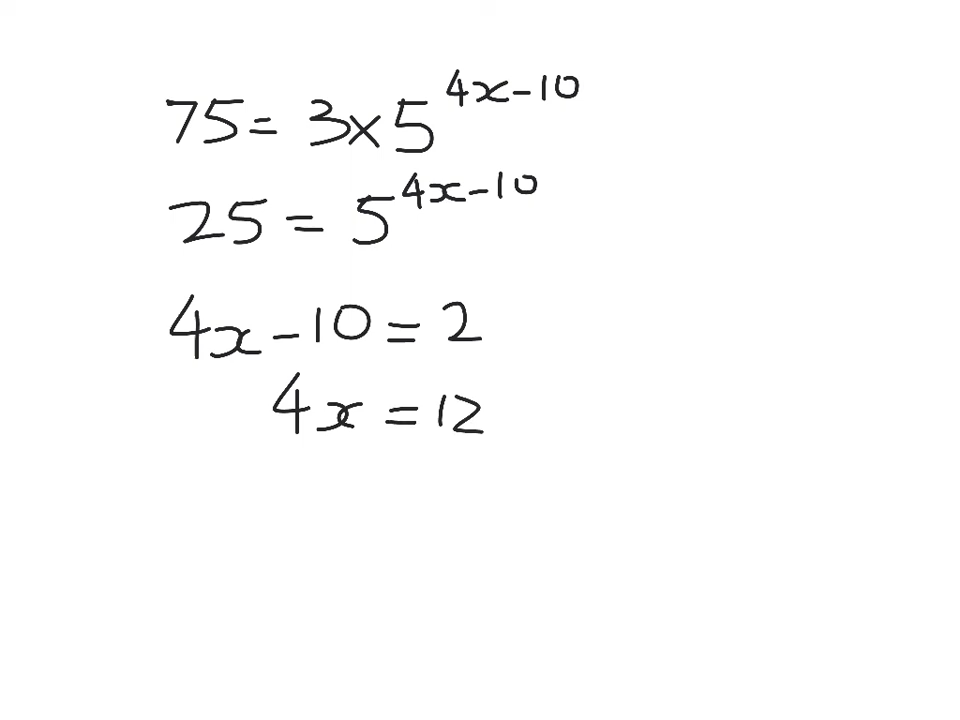 75 = 3 × 5^{4x-10}
25 = 5^{4x-10}
4x - 10 = 2
4x = 12